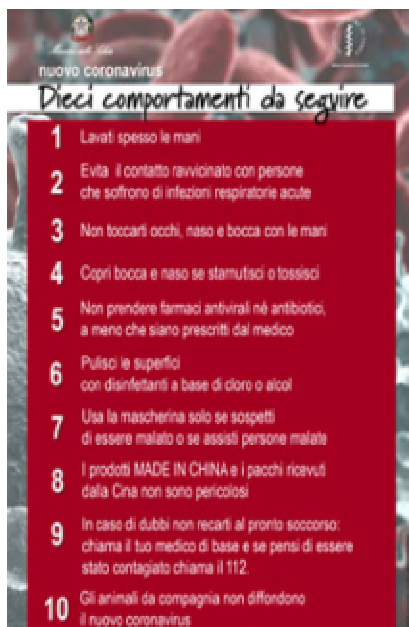 nuovo coronavirus
Dieci comportamenti da seguire
1 Lavati spesso le mani
2 Evita il contatto ravvicinato con persone
che soffrono di infezioni respiratorie acute
3 Non toccarti occhi, naso e bocca con le mani
4 Copri bocca e naso se starnutisci o tossisci
5 Non prendere farmaci antivirali né antibiotici,
a meno che siano prescritti dal medico
6 Pulisci le superfici
con disinfettanti a base di cloro o alcol
7 Usa la mascherina solo se sospetti
di essere malato o se assisti persone malate
8 I prodotti MADE IN CHINA e i pacchi ricevuti
dalla Cina non sono pericolosi
9 In caso di dubbi non recarti al pronto soccorso:
chiama il tuo medico di base e se pensi di essere
stato contagiato chiama il 112.
10 Gli animali da compagnia non diffondono
il nuovo coronavirus